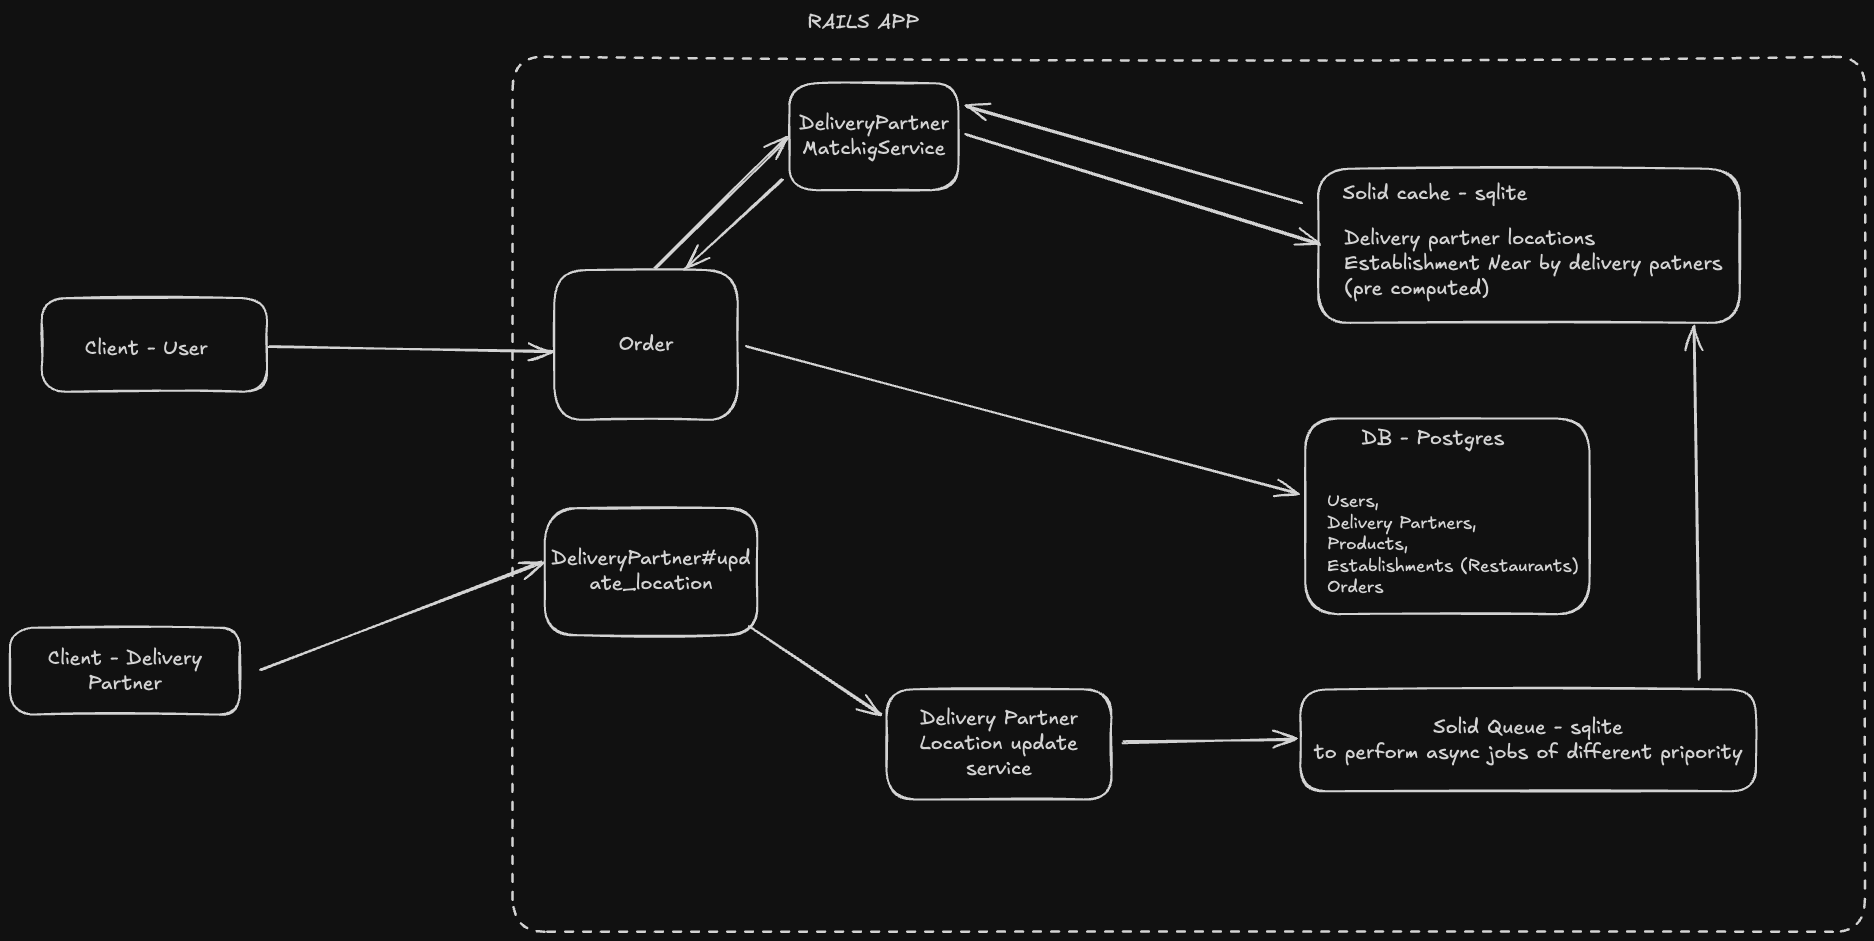 RAILS APP
DeliveryPartner
MatchigService
Solid cache - sqlite
Delivery partner locations
Establishment Near by delivery patners
(pre computed)
Client - User
Order
DB - Postgres
Users,
Delivery Partners,
Products,
Establishments (Restaurants)
Orders
DeliveryPartner#upd
ate_location
Client - Delivery
Partner
Delivery Partner
Location update
service
Solid Queue - sqlite
to perform async jobs of different pripority